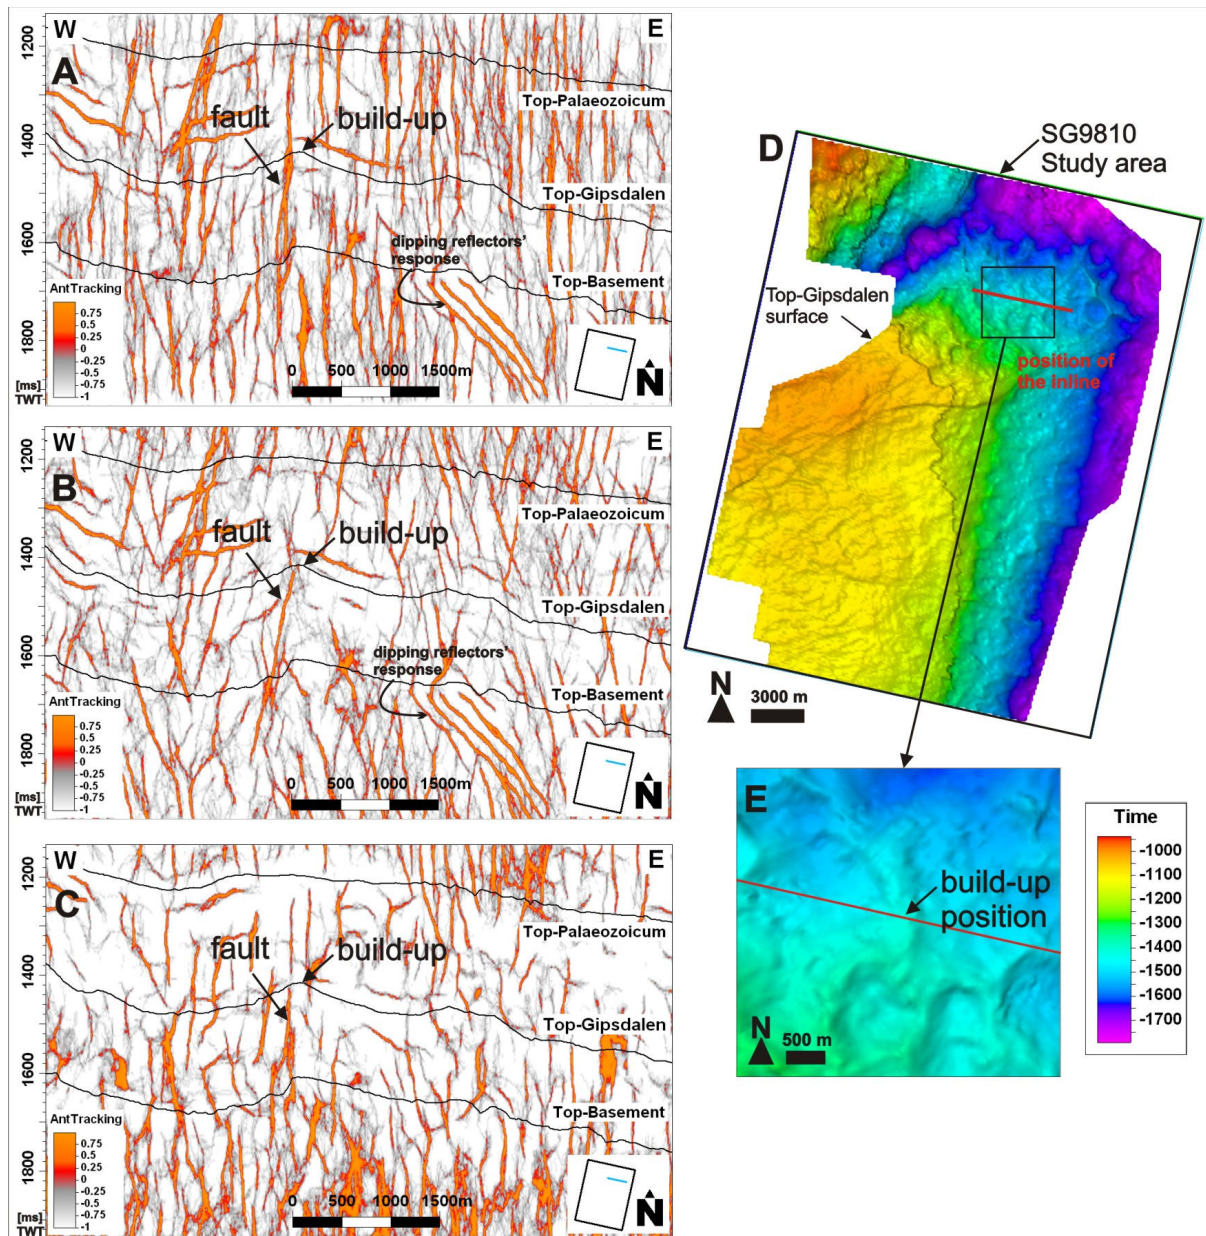 W
E
A
1200
1400
1600
1800
[ms]
TWT
fault
build-up
Top-Palaeozoicum
Top-Gipsdalen
Top-Basement
dipping reflectors'
response
AntTracking
0.75
0.5
0.25
0
-0.25
-0.5
-0.75
-1
0 500 1000 1500m
N
W
E
B
1200
1400
1600
1800
[ms]
TWT
fault
build-up
Top-Palaeozoicum
Top-Gipsdalen
Top-Basement
dipping reflectors'
response
AntTracking
0.75
0.5
0.25
0
-0.25
-0.5
-0.75
-1
0 500 1000 1500m
N
W
E
C
1200
1400
1600
1800
[ms]
TWT
fault
build-up
Top-Palaeozoicum
Top-Gipsdalen
Top-Basement
AntTracking
0.75
0.5
0.25
0
-0.25
-0.5
-0.75
-1
0 500 1000 1500m
N
D
SG9810
Study area
Top-Gipsdalen
surface
position of
the inline
N
3000 m
E
build-up
position
N
500 m
Time
-1000
-1100
-1200
-1300
-1400
-1500
-1600
-1700